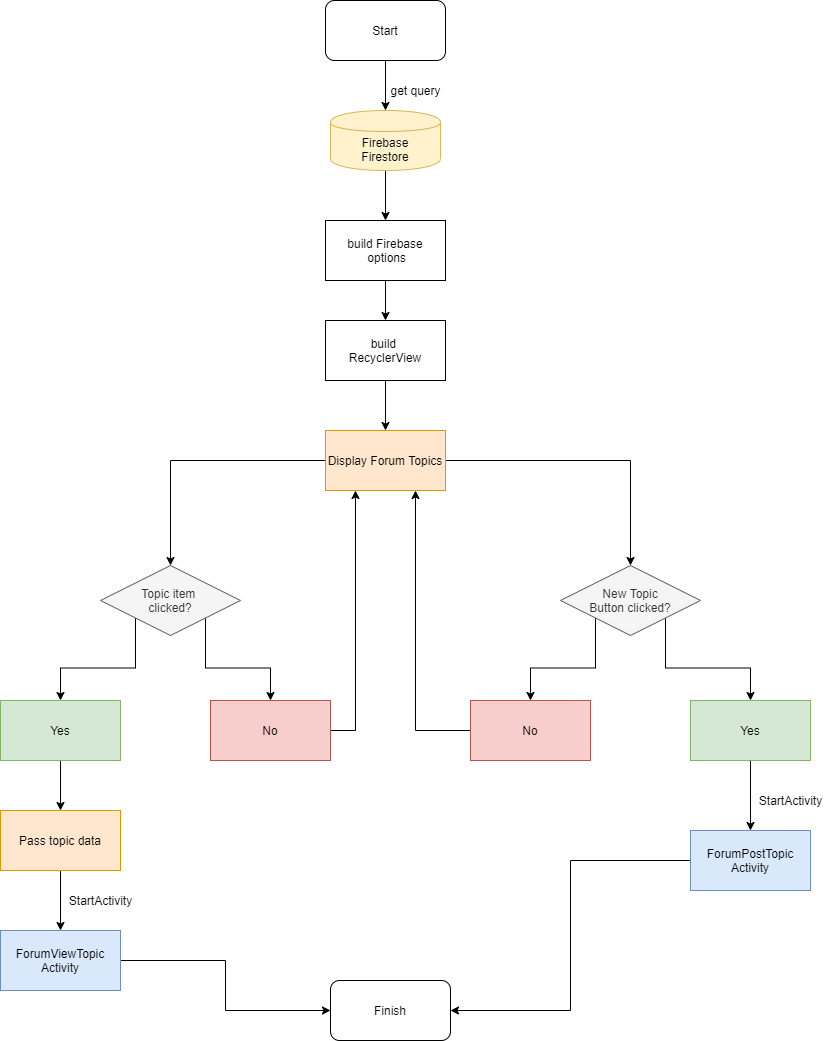 Start
get query
Firebase
Firestore
build Firebase
options
build
RecyclerView
Display Forum Topics
Topic item
clicked?
New Topic
Button clicked?
Yes
No
No
Yes
StartActivity
Pass topic data
ForumPostTopic
Activity
StartActivity
ForumViewTopic
Activity
Finish